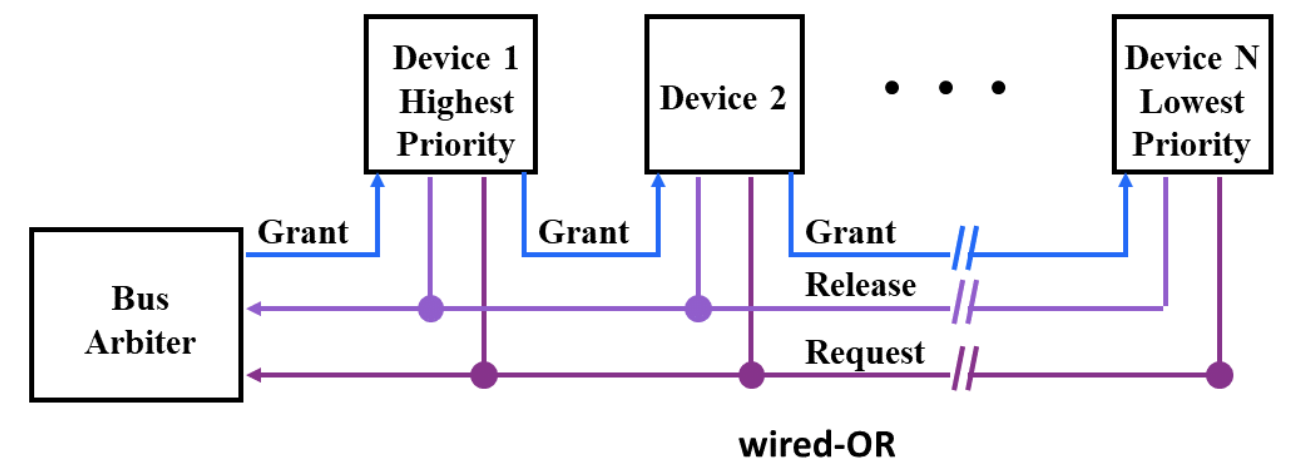 Device 1
Highest
Priority
Device 2
Device N
Lowest
Priority
Grant
Grant
Grant
Bus
Arbiter
Release
Request
wired-OR